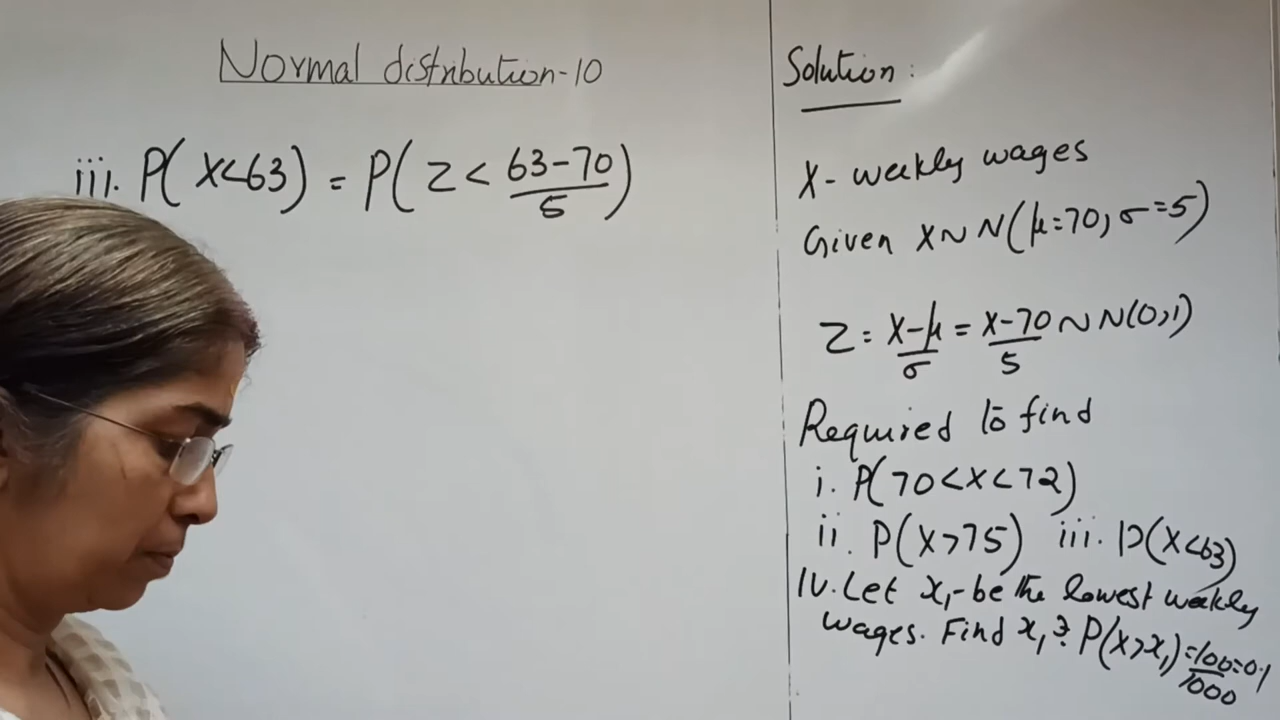 Normal distribution-10
iii. P(X<63) = P(Z < (63-70)/5)
Solution :
X - weekly wages
Given X~N(μ=70, σ=5)
Z = (X-μ)/σ = (X-70)/5 ~ N(0,1)
Required to find
i. P(70<X<72)
ii. P(X>75) iii. P(X<63)
IV. Let x₁ - be the lowest weekly
wages. Find x₁? P(X>x₁) = 100/1000 = 0.1